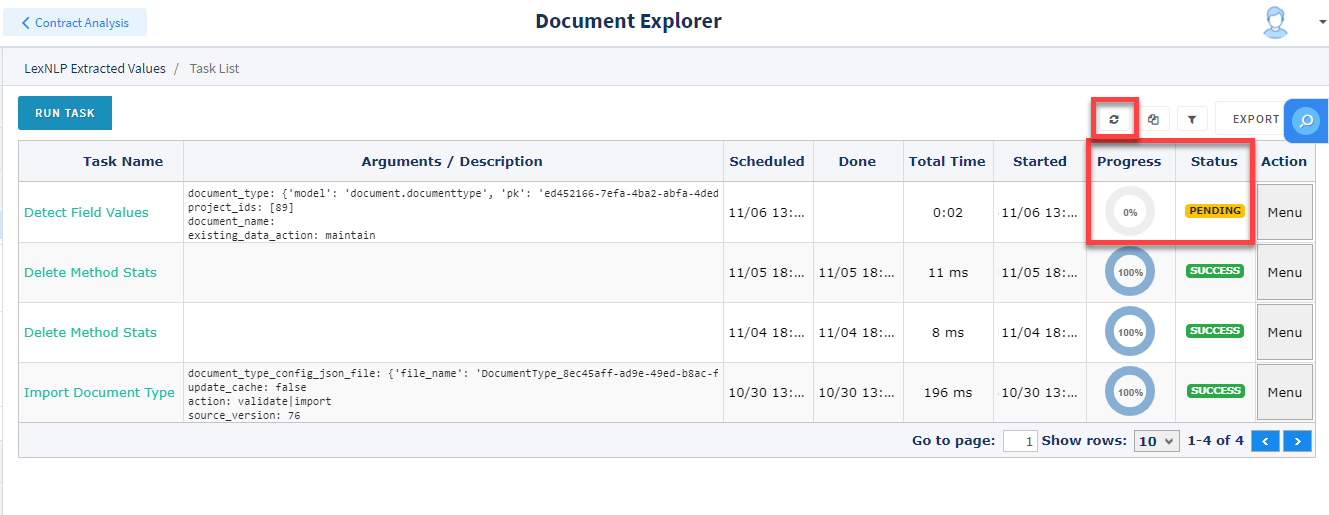 Contract Analysis
Document Explorer
LexNLP Extracted Values / Task List
RUN TASK
EXPORT
Task Name Arguments / Description Scheduled Done Total Time Started Progress Status Action
Detect Field Values
document_type: {'model': 'document.documenttype', 'pk': 'ed452166-7efa-4ba2-abfa-4ded
project_ids: [89]
document_name:
existing_data_action: maintain
11/06 13:... 0:02 11/06 13:... 0% PENDING Menu
Delete Method Stats 11/05 18:... 11/05 18:... 11 ms 11/05 18:... 100% SUCCESS Menu
Delete Method Stats 11/04 18:... 11/04 18:... 8 ms 11/04 18:... 100% SUCCESS Menu
Import Document Type
document_type_config_json_file: {'file_name': 'DocumentType_8ec45aff-ad9e-49ed-b8ac-f
update_cache: false
action: validate|import
source_version: 76
10/30 13:... 10/30 13:... 196 ms 10/30 13:... 100% SUCCESS Menu
Go to page: 1 Show rows: 10 1-4 of 4